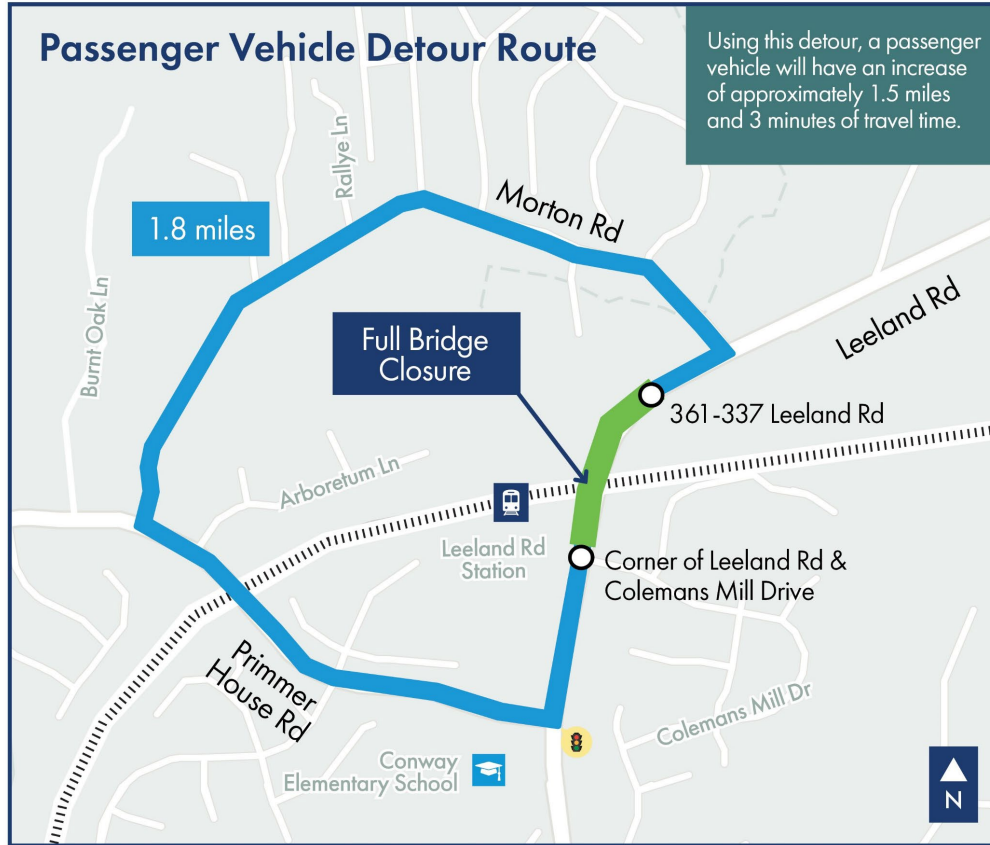 Passenger Vehicle Detour Route
Using this detour, a passenger
vehicle will have an increase
of approximately 1.5 miles
and 3 minutes of travel time.
Rallye Ln
Morton Rd
1.8 miles
Burnt Oak Ln
Leeland Rd
Full Bridge
Closure
361-337 Leeland Rd
Arboretum Ln
Leeland Rd
Station
Corner of Leeland Rd &
Colemans Mill Drive
Primmer
House Rd
Colemans Mill Dr
Conway
Elementary School
N